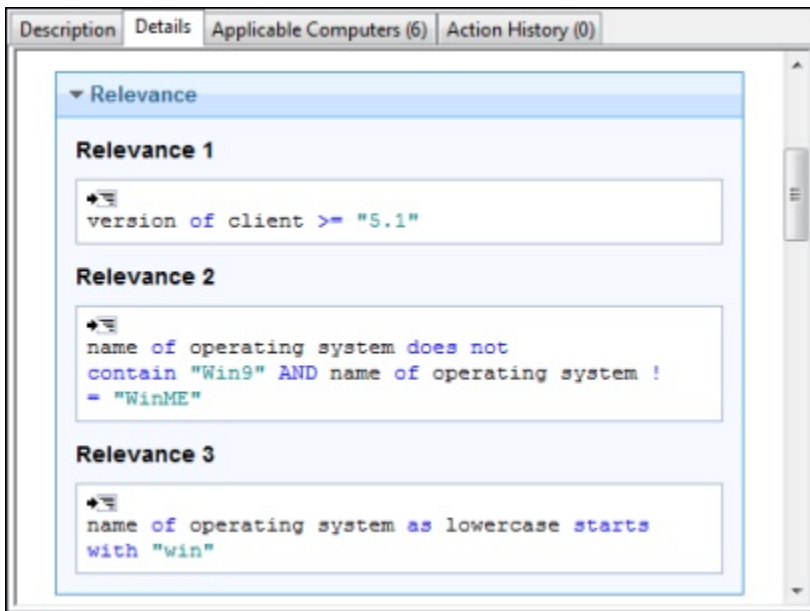 Description Details Applicable Computers (6) Action History (0)
Relevance
Relevance 1
version of client >= "5.1"
Relevance 2
name of operating system does not
contain "Win9" AND name of operating system !
= "WinME"
Relevance 3
name of operating system as lowercase starts
with "win"